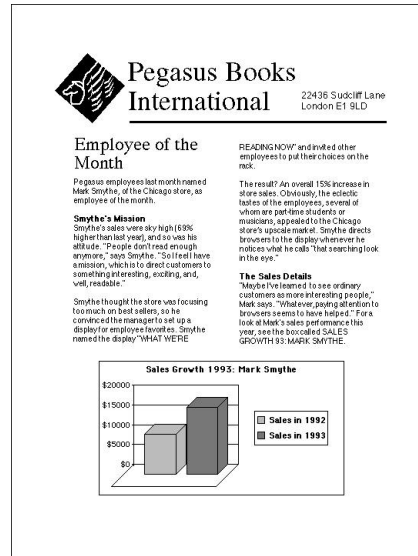 Pegasus Books
International
22436 Sudcliff Lane
London E1 9LD
Employee of the
Month
Pegasus employees last month named
Mark Smythe, of the Chicago store, as
employee of the month.
Smythe's Mission
Smythe's sales were sky high (69%
higher than last year), and so was his
attitude. "People don't read enough
anymore," says Smythe. "So I feel I have
a mission, which is to direct customers to
something interesting, exciting, and,
well, readable."
Smythe thought the store was focusing
too much on best sellers, so he
convinced the manager to set up a
display for employee favorites. Smythe
named the display "WHAT WE'RE
READING NOW" and invited other
employees to put their choices on the
rack.
The result? An overall 15% increase in
store sales. Obviously, the eclectic
tastes of the employees, several of
whom are part-time students or
musicians, appealed to the Chicago
store's upscale market. Smythe directs
browsers to the display whenever he
notices what he calls "that searching look
in the eye."
The Sales Details
"Maybe I've learned to see ordinary
customers as more interesting people,"
Mark says. "Whatever, paying attention to
browsers seems to have helped." For a
look at Mark's sales performance this
year, see the box called SALES
GROWTH 93: MARK SMYTHE.
Sales Growth 1993: Mark Smythe
$20000
$15000
$10000
$5000
$0
Sales in 1992
Sales in 1993